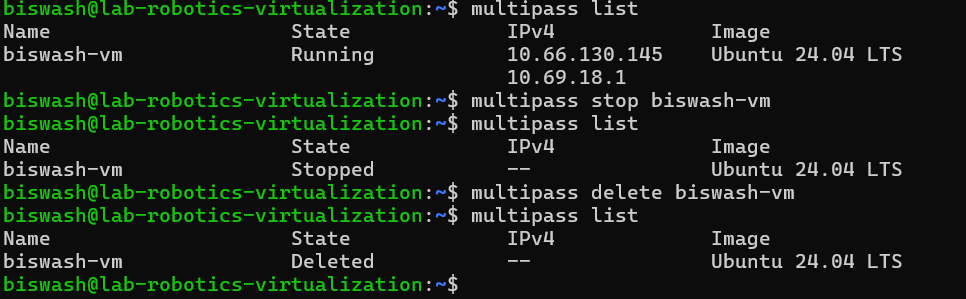 biswash@lab-robotics-virtualization:~$ multipass list
Name State IPv4 Image
biswash-vm Running 10.66.130.145 Ubuntu 24.04 LTS
10.69.18.1
biswash@lab-robotics-virtualization:~$ multipass stop biswash-vm
biswash@lab-robotics-virtualization:~$ multipass list
Name State IPv4 Image
biswash-vm Stopped -- Ubuntu 24.04 LTS
biswash@lab-robotics-virtualization:~$ multipass delete biswash-vm
biswash@lab-robotics-virtualization:~$ multipass list
Name State IPv4 Image
biswash-vm Deleted -- Ubuntu 24.04 LTS
biswash@lab-robotics-virtualization:~$